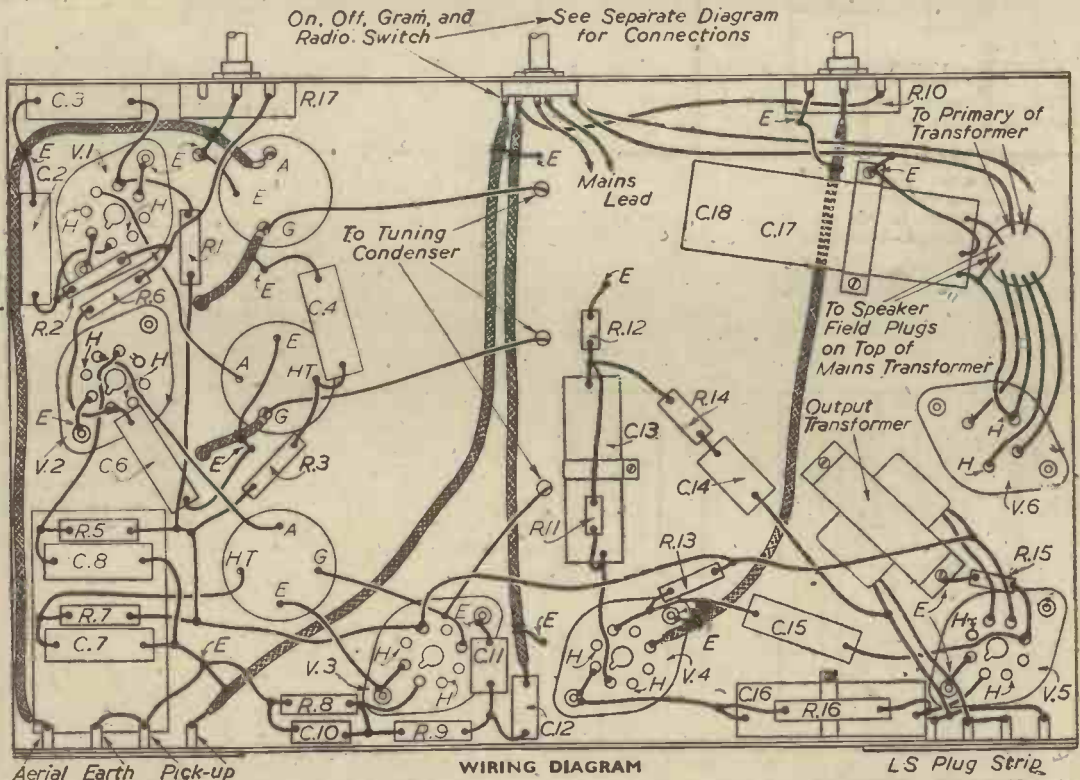 On, Off, Gram, and
Radio Switch
See Separate Diagram
for Connections
C.3
R.17
R.10
E
To Primary of
Transformer
E
V.1
E
A
E
C.2
E
Mains
Lead
E
H
H
R1
G
To Tuning
Condenser
C.18
C.17
E
C.4
R.2
R.6
E
R.12
To Speaker
Field Plugs
on Top of
Mains Transformer
H
H
E
HT
A
R.14
Output
Transformer
E
G
C.13
H
V.2
C.6
E
R.3
C.14
H
V.6
R.5
A
R.11
C.8
HT
G
R.13
R.15
E
E
E
R.7
H
C.15
H
C.7
E
V.3
H
C.11
E
H
H
V.4
E
H
V.5
R.8
C.16
R.16
C.10
R.9
C.12
Aerial Earth Pick-up
WIRING DIAGRAM
L.S Plug Strip